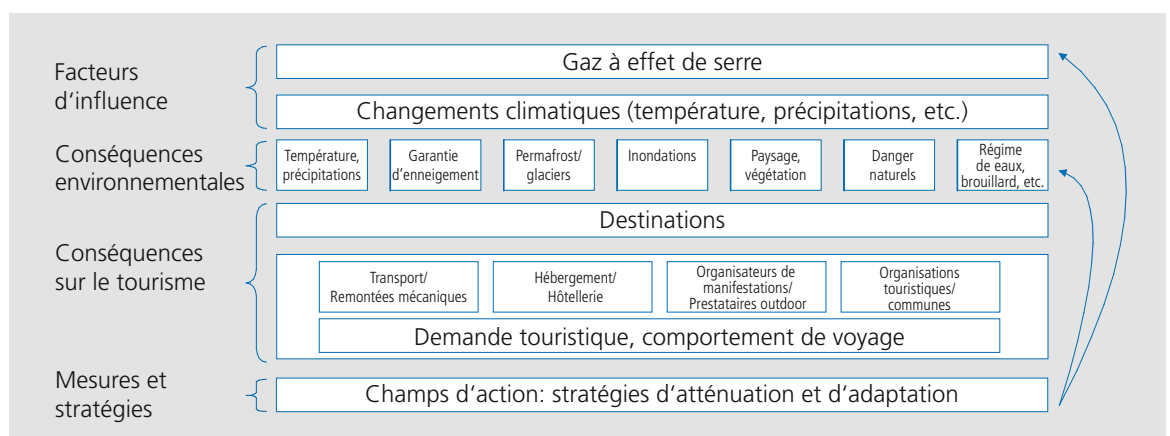 Facteurs
d'influence
Gaz à effet de serre
Changements climatiques (température, précipitations, etc.)
Conséquences
environnementales
Température,
précipitations
Garantie
d'enneigement
Permafrost/
glaciers
Inondations
Paysage,
végétation
Danger
naturels
Régime
de eaux,
brouillard, etc.
Conséquences
sur le tourisme
Destinations
Transport/
Remontées mécaniques
Hébergement/
Hôtellerie
Organisateurs de
manifestations/
Prestataires outdoor
Organisations
touristiques/
communes
Demande touristique, comportement de voyage
Mesures et
stratégies
Champs d'action: stratégies d'atténuation et d'adaptation